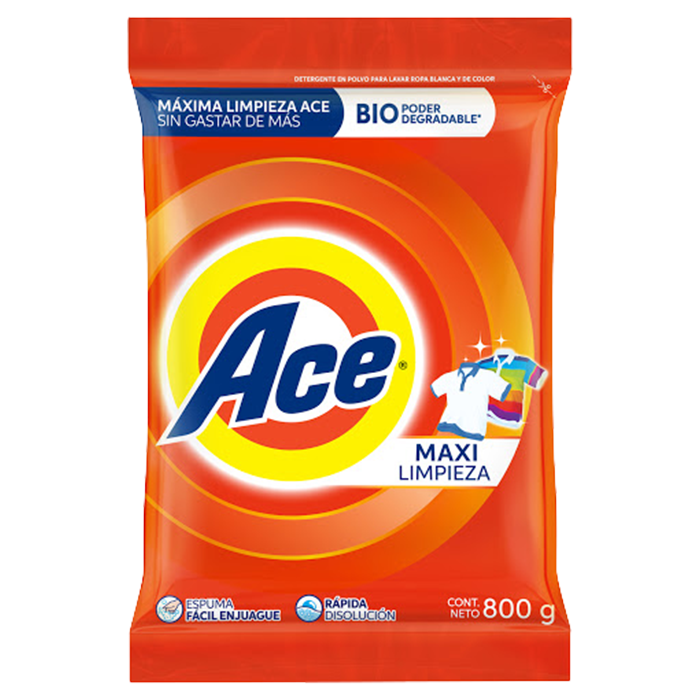 DETERGENTE EN POLVO PARA LAVAR ROPA BLANCA Y DE COLOR
MÁXIMA LIMPIEZA ACE
SIN GASTAR DE MÁS
BIO PODER
DEGRADABLE*
Ace®
MAXI
LIMPIEZA
ESPUMA
FÁCIL ENJUAGUE
RÁPIDA
DISOLUCIÓN
CONT.
NETO 800 g